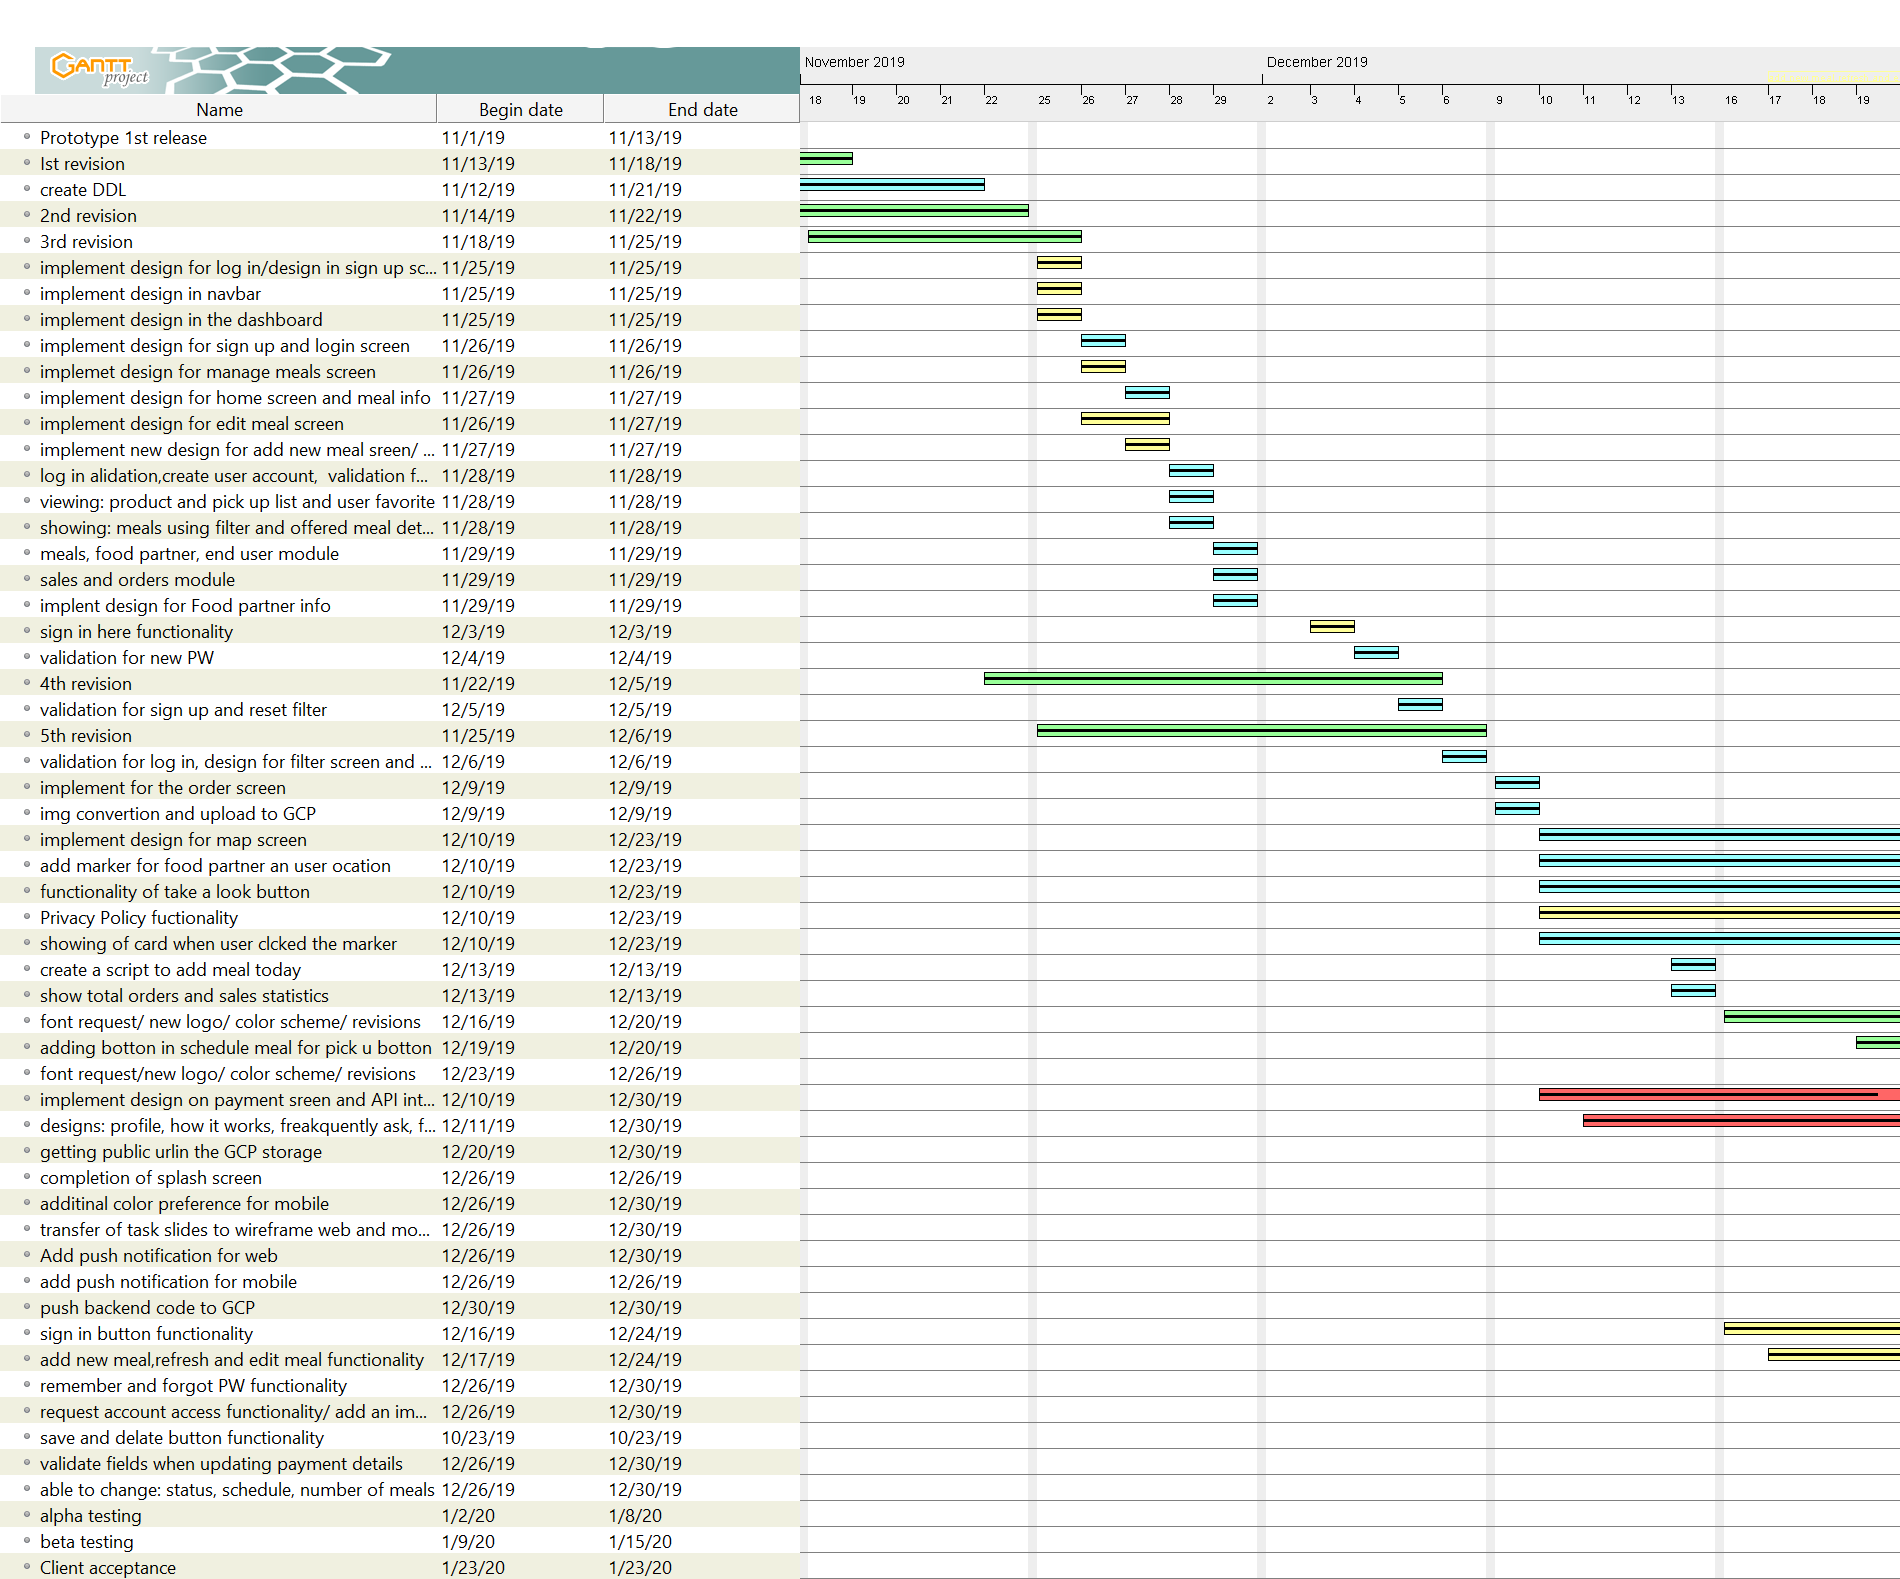 GANTT
project
November 2019 December 2019
Name Begin date End date 18 19 20 21 22 25 26 27 28 29 2 3 4 5 6 9 10 11 12 13 16 17 18 19
Prototype 1st release 11/1/19 11/13/19
Ist revision 11/13/19 11/18/19
create DDL 11/12/19 11/21/19
2nd revision 11/14/19 11/22/19
3rd revision 11/18/19 11/25/19
implement design for log in/design in sign up sc... 11/25/19 11/25/19
implement design in navbar 11/25/19 11/25/19
implement design in the dashboard 11/25/19 11/25/19
implement design for sign up and login screen 11/26/19 11/26/19
implemet design for manage meals screen 11/26/19 11/26/19
implement design for home screen and meal info 11/27/19 11/27/19
implement design for edit meal screen 11/26/19 11/27/19
implement new design for add new meal sreen/ ... 11/27/19 11/27/19
log in alidation,create user account, validation f... 11/28/19 11/28/19
viewing: product and pick up list and user favorite 11/28/19 11/28/19
showing: meals using filter and offered meal det... 11/28/19 11/28/19
meals, food partner, end user module 11/29/19 11/29/19
sales and orders module 11/29/19 11/29/19
implent design for Food partner info 11/29/19 11/29/19
sign in here functionality 12/3/19 12/3/19
validation for new PW 12/4/19 12/4/19
4th revision 11/22/19 12/5/19
validation for sign up and reset filter 12/5/19 12/5/19
5th revision 11/25/19 12/6/19
validation for log in, design for filter screen and ... 12/6/19 12/6/19
implement for the order screen 12/9/19 12/9/19
img convertion and upload to GCP 12/9/19 12/9/19
implement design for map screen 12/10/19 12/23/19
add marker for food partner an user ocation 12/10/19 12/23/19
functionality of take a look button 12/10/19 12/23/19
Privacy Policy fuctionality 12/10/19 12/23/19
showing of card when user clcked the marker 12/10/19 12/23/19
create a script to add meal today 12/13/19 12/13/19
show total orders and sales statistics 12/13/19 12/13/19
font request/ new logo/ color scheme/ revisions 12/16/19 12/20/19
adding botton in schedule meal for pick u botton 12/19/19 12/20/19
font request/new logo/ color scheme/ revisions 12/23/19 12/26/19
implement design on payment sreen and API int... 12/10/19 12/30/19
designs: profile, how it works, freakquently ask, f... 12/11/19 12/30/19
getting public urlin the GCP storage 12/20/19 12/30/19
completion of splash screen 12/26/19 12/26/19
additinal color preference for mobile 12/26/19 12/30/19
transfer of task slides to wireframe web and mo... 12/26/19 12/30/19
Add push notification for web 12/26/19 12/30/19
add push notification for mobile 12/26/19 12/26/19
push backend code to GCP 12/30/19 12/30/19
sign in button functionality 12/16/19 12/24/19
add new meal,refresh and edit meal functionality 12/17/19 12/24/19
remember and forgot PW functionality 12/26/19 12/30/19
request account access functionality/ add an im... 12/26/19 12/30/19
save and delate button functionality 10/23/19 10/23/19
validate fields when updating payment details 12/26/19 12/30/19
able to change: status, schedule, number of meals 12/26/19 12/30/19
alpha testing 1/2/20 1/8/20
beta testing 1/9/20 1/15/20
Client acceptance 1/23/20 1/23/20